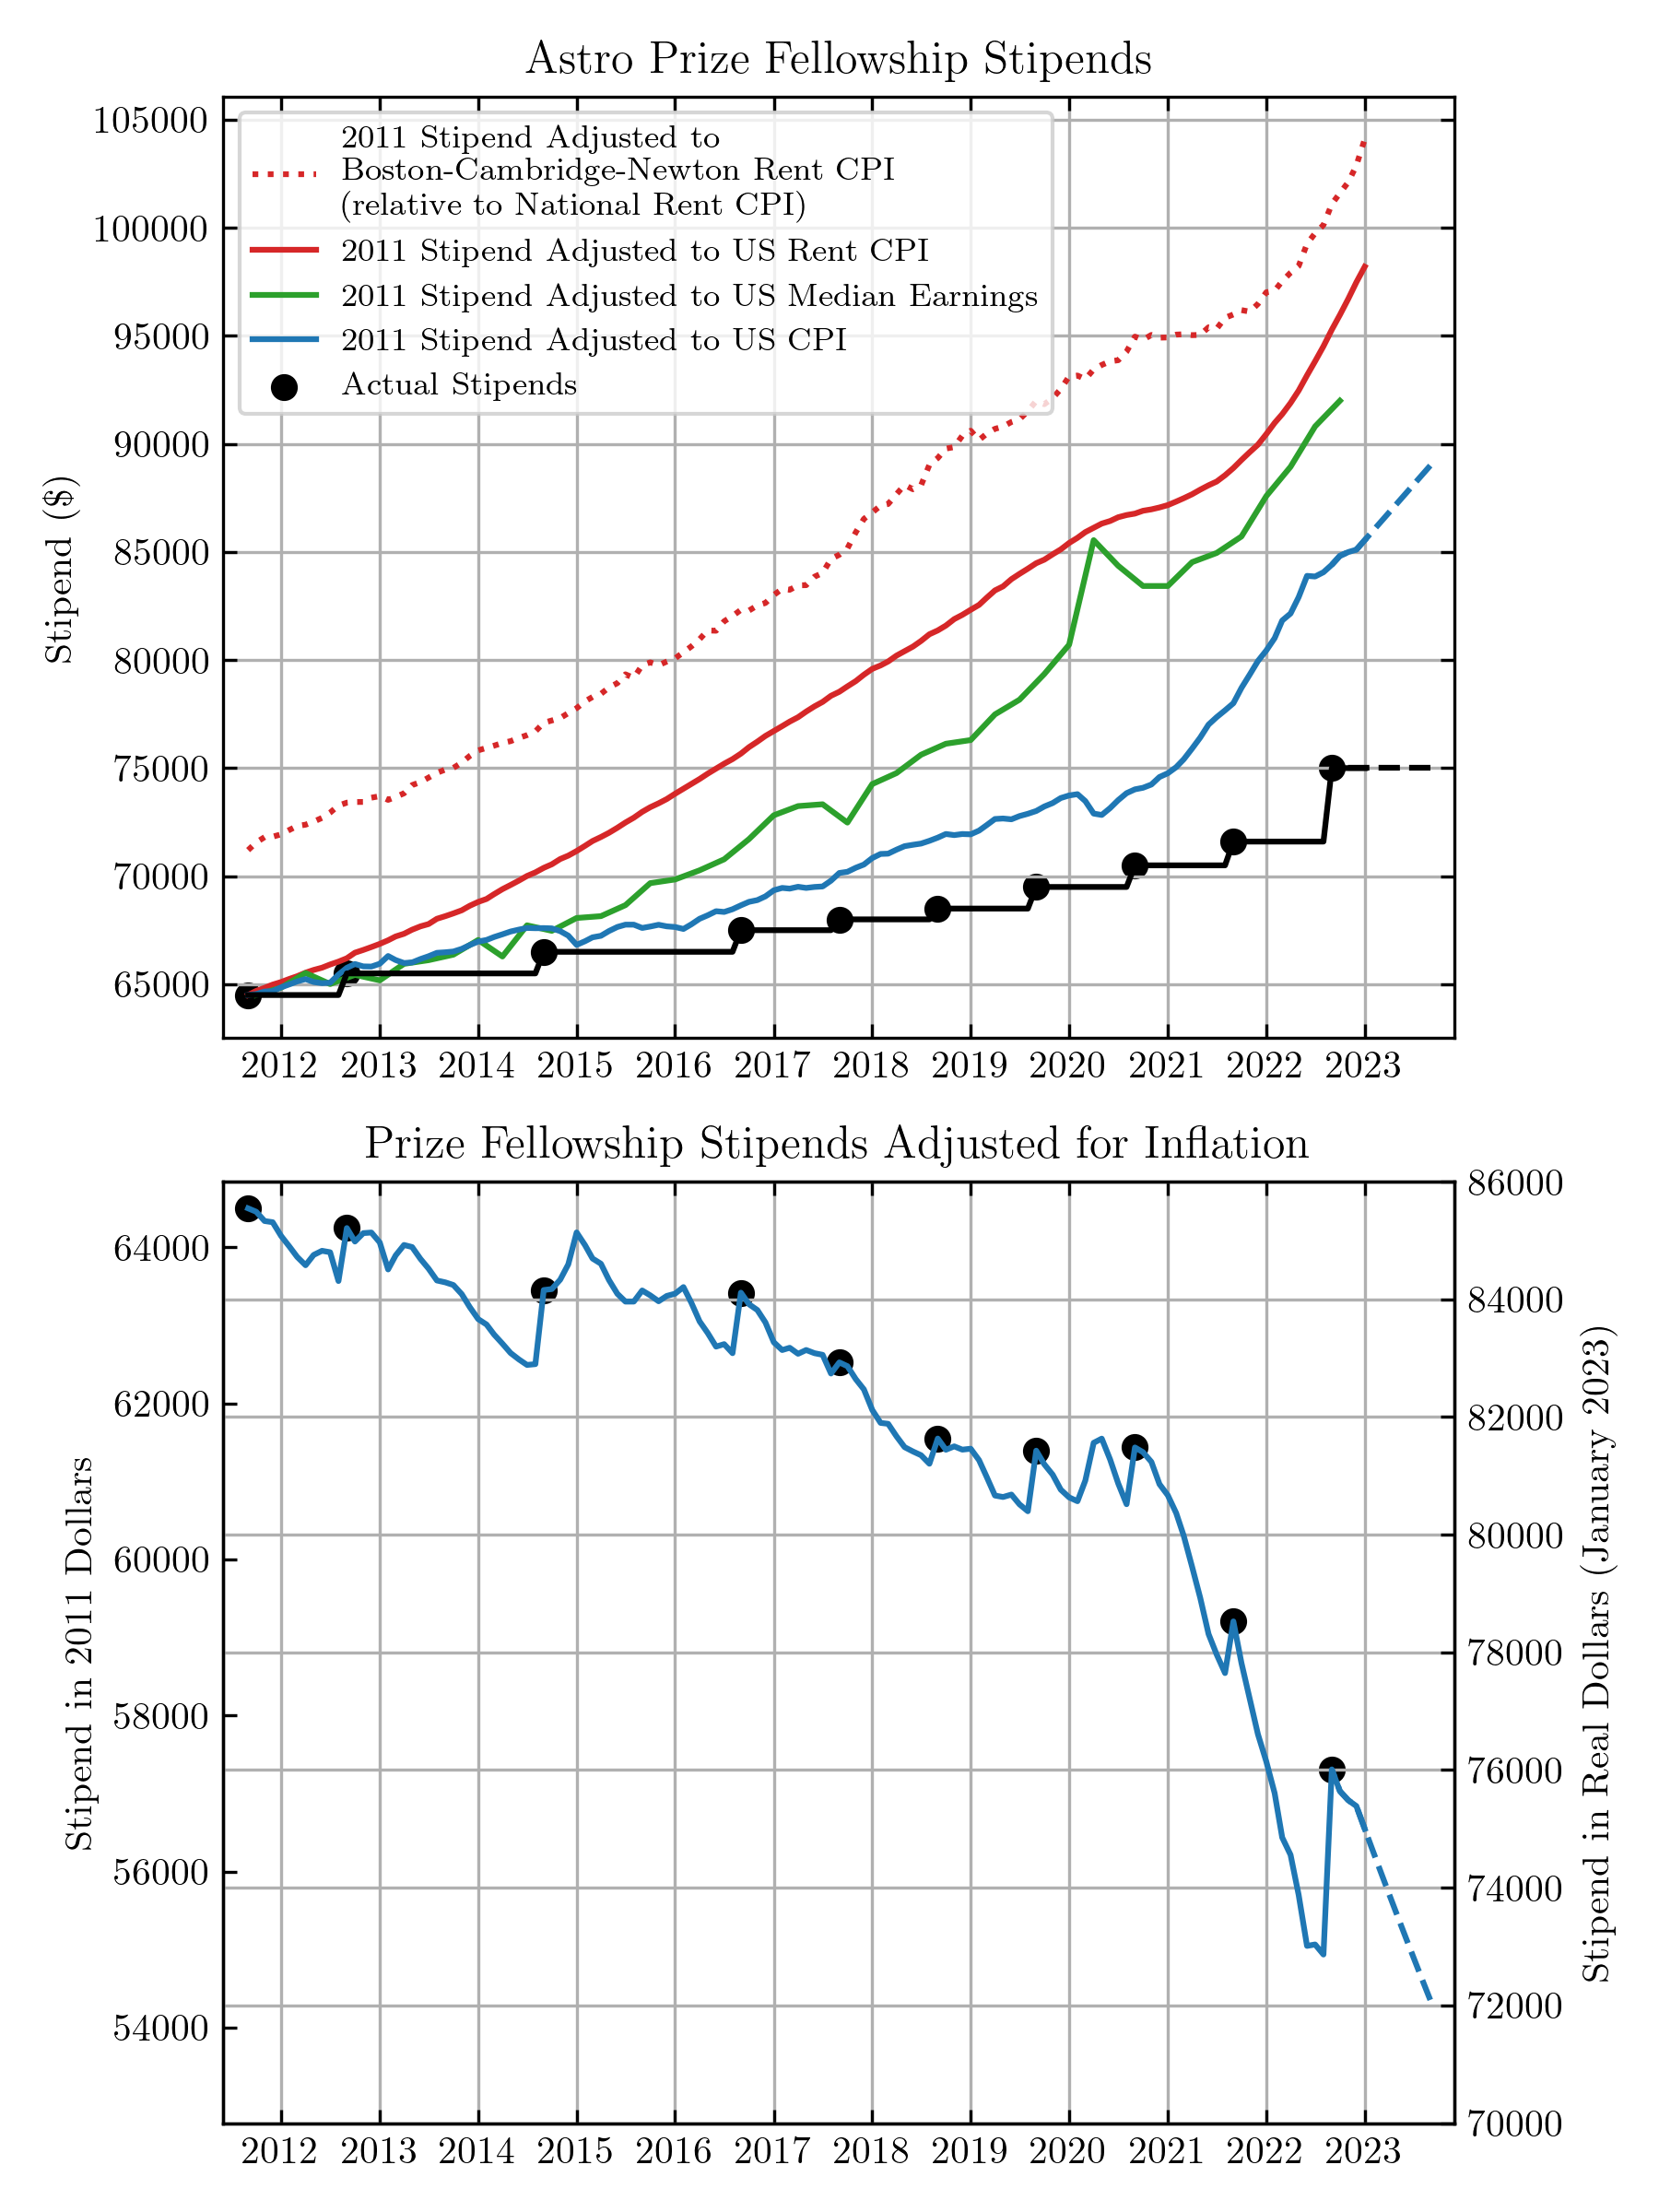 Astro Prize Fellowship Stipends
105000
100000
95000
90000
85000
80000
75000
70000
65000
Stipend ($)
2011 Stipend Adjusted to
Boston-Cambridge-Newton Rent CPI
(relative to National Rent CPI)
2011 Stipend Adjusted to US Rent CPI
2011 Stipend Adjusted to US Median Earnings
2011 Stipend Adjusted to US CPI
Actual Stipends
2012 2013 2014 2015 2016 2017 2018 2019 2020 2021 2022 2023
Prize Fellowship Stipends Adjusted for Inflation
64000
62000
60000
58000
56000
54000
Stipend in 2011 Dollars
86000
84000
82000
80000
78000
76000
74000
72000
70000
Stipend in Real Dollars (January 2023)
2012 2013 2014 2015 2016 2017 2018 2019 2020 2021 2022 2023